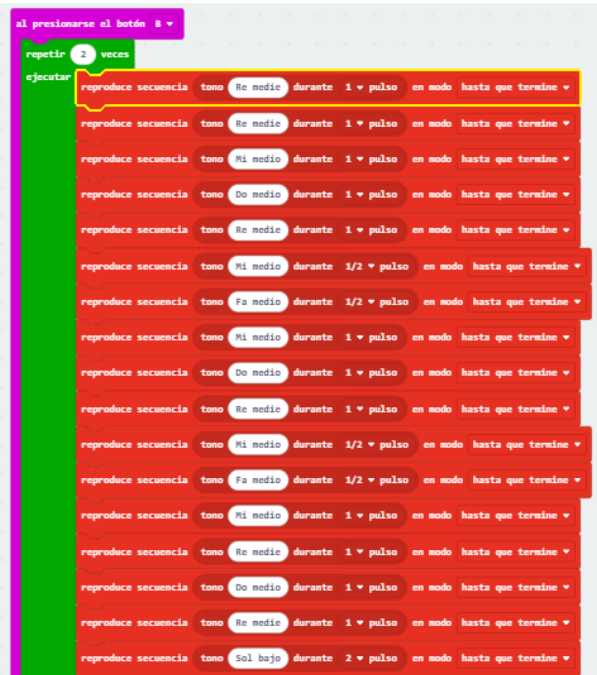 al presionarse el botón B
repetir 2 veces
ejecutar
reproduce secuencia tono Re medie durante 1 pulso en modo hasta que termine
reproduce secuencia tono Re medie durante 1 pulso en modo hasta que termine
reproduce secuencia tono Mi medio durante 1 pulso en modo hasta que termine
reproduce secuencia tono Do medio durante 1 pulso en modo hasta que termine
reproduce secuencia tono Re medie durante 1 pulso en modo hasta que termine
reproduce secuencia tono Mi medio durante 1/2 pulso en modo hasta que termine
reproduce secuencia tono Fa medio durante 1/2 pulso en modo hasta que termine
reproduce secuencia tono Mi medio durante 1 pulso en modo hasta que termine
reproduce secuencia tono Do medio durante 1 pulso en modo hasta que termine
reproduce secuencia tono Re medie durante 1 pulso en modo hasta que termine
reproduce secuencia tono Mi medio durante 1/2 pulso en modo hasta que termine
reproduce secuencia tono Fa medio durante 1/2 pulso en modo hasta que termine
reproduce secuencia tono Mi medio durante 1 pulso en modo hasta que termine
reproduce secuencia tono Re medie durante 1 pulso en modo hasta que termine
reproduce secuencia tono Do medio durante 1 pulso en modo hasta que termine
reproduce secuencia tono Re medie durante 1 pulso en modo hasta que termine
reproduce secuencia tono Sol bajo durante 2 pulso en modo hasta que termine